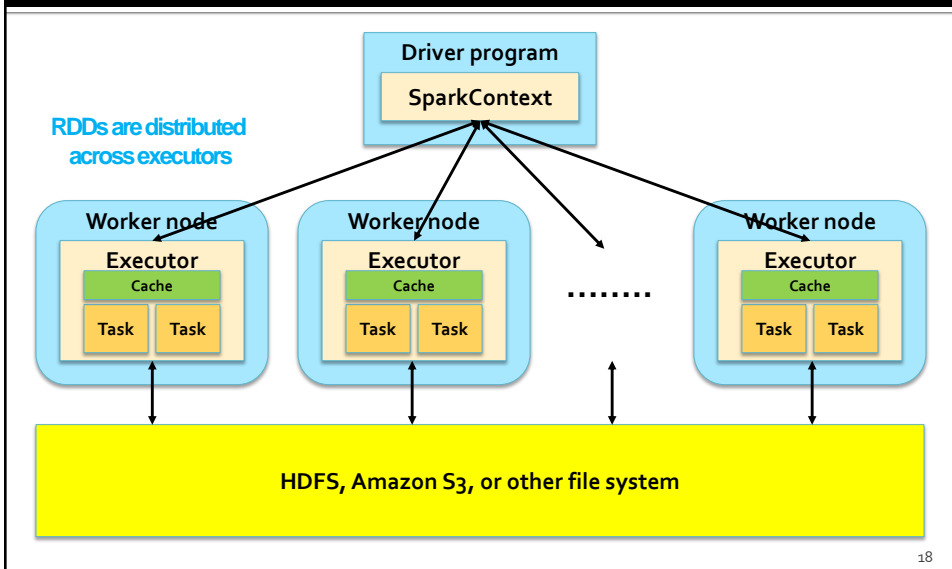 Driver program
SparkContext
RDDs are distributed
across executors
Worker node
Executor
Cache
Task Task
Worker node
Executor
Cache
Task Task
........
Worker node
Executor
Cache
Task Task
HDFS, Amazon S3, or other file system
18